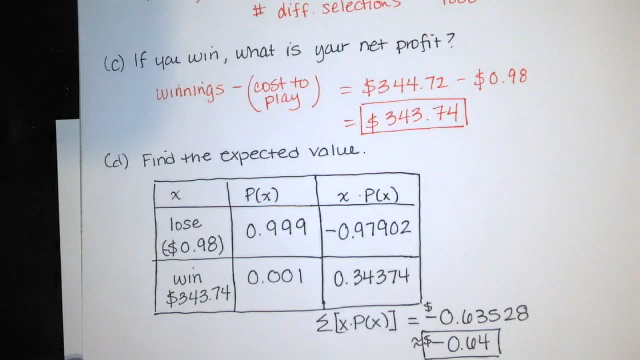 # diff. selections
(c) If you win, what is your net profit?
winnings - (cost to play) = $344.72 - $0.98
= $343.74
(d) Find the expected value.
x P(x) x · P(x)
lose (-$0.98) 0.999 -0.97902
win $343.74 0.001 0.34374
Σ[x·P(x)] = $-0.63528
≈ $-0.64